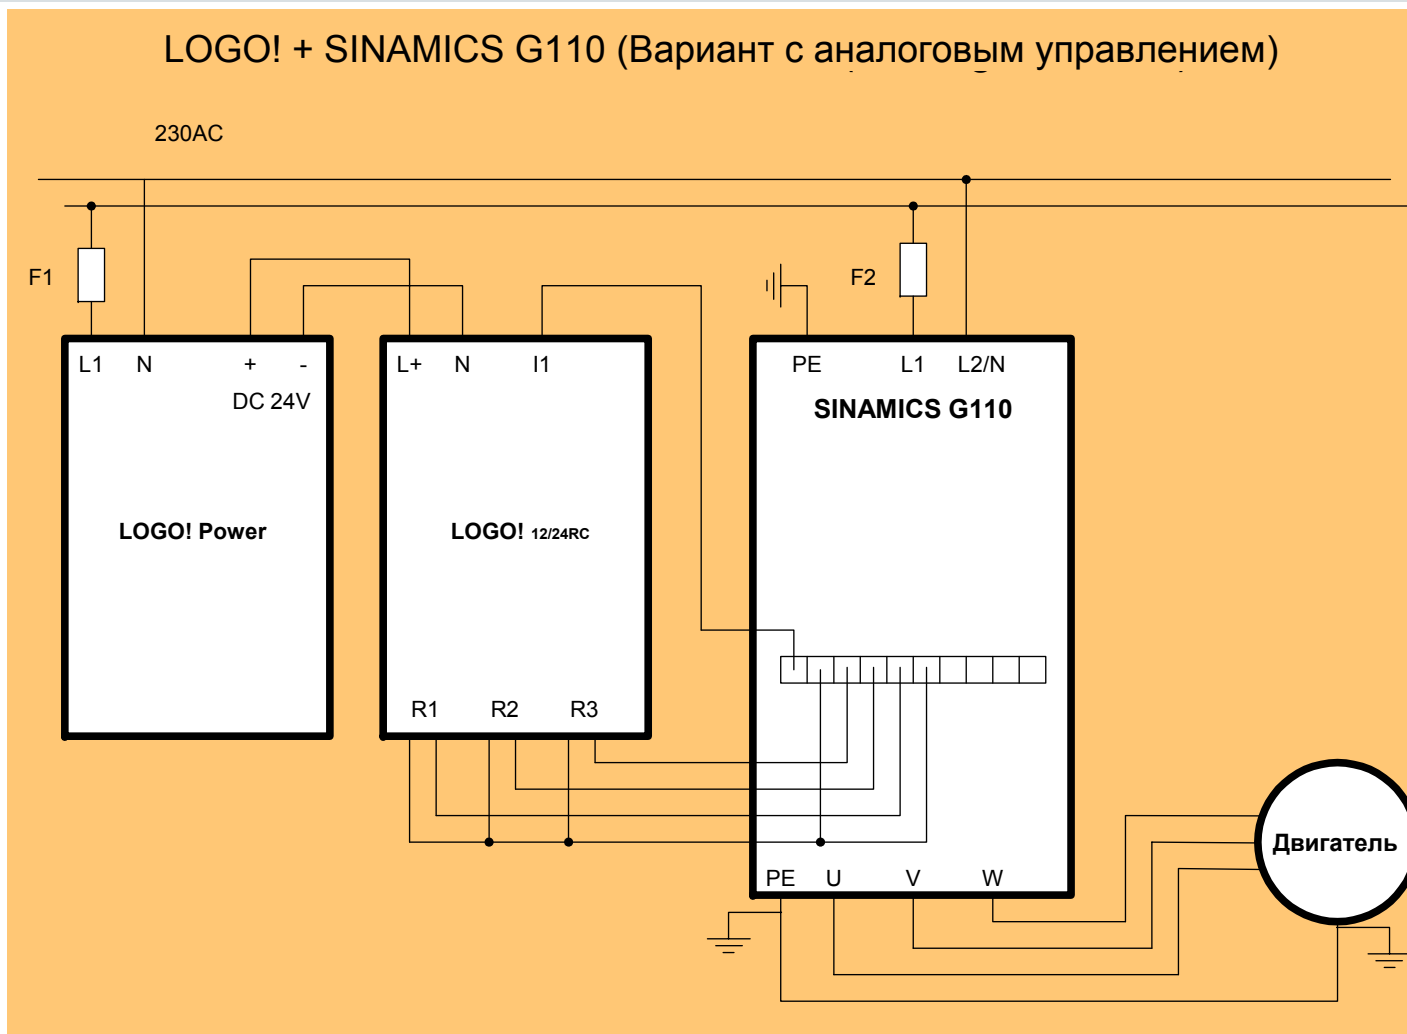 LOGO! + SINAMICS G110 (Вариант с аналоговым управлением)
230AC
F1
F2
L1 N + -
DC 24V
L+ N I1
PE L1 L2/N
SINAMICS G110
LOGO! Power
LOGO! 12/24RC
R1 R2 R3
PE U V W
Двигатель